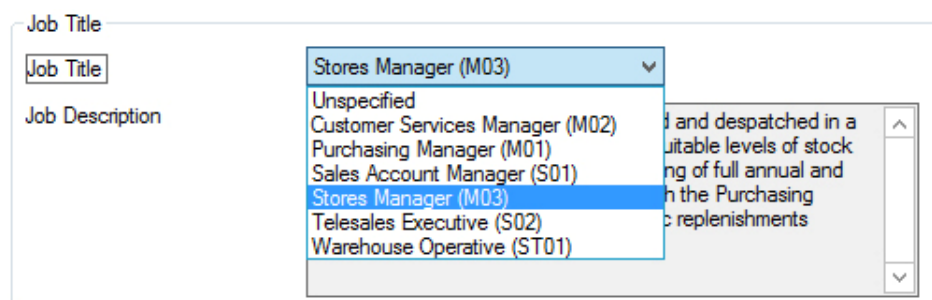 Job Title
Job Title
Stores Manager (M03)
Job Description
Unspecified
Customer Services Manager (M02)
Purchasing Manager (M01)
Sales Account Manager (S01)
Stores Manager (M03)
Telesales Executive (S02)
Warehouse Operative (ST01)
and despatched in a
levels of stock
of full annual and
the Purchasing
replenishments